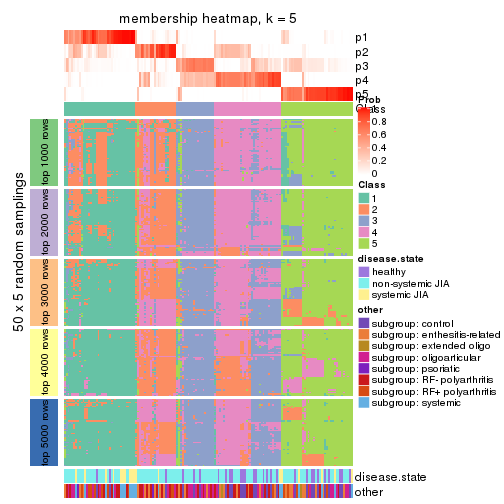 membership heatmap, k = 5
p1
p2
p3
p4
p5
50 x 5 random samplings
top 1000 rows
top 2000 rows
top 3000 rows
top 4000 rows
top 5000 rows
Prob
1
0.8
0.6
0.4
0.2
0
Class
Class
1
2
3
4
5
disease.state
healthy
non-systemic JIA
systemic JIA
other
subgroup: control
subgroup: enthesitis-related
subgroup: extended oligo
subgroup: oligoarticular
subgroup: psoriatic
subgroup: RF- polyarthritis
subgroup: RF+ polyarthritis
subgroup: systemic
disease.state
other